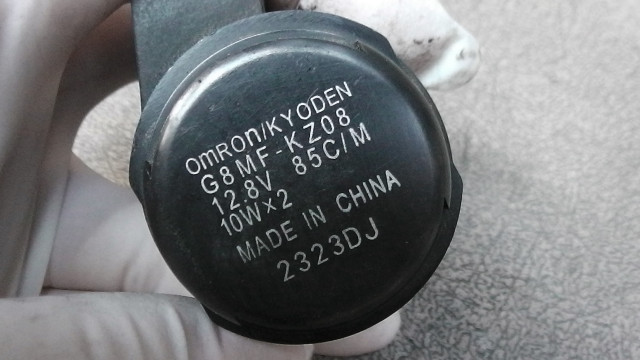 OmROn/KYODEN
G8MF-KZ08
12.8V 85C/M
10W×2
MADE IN CHINA
2323DJ